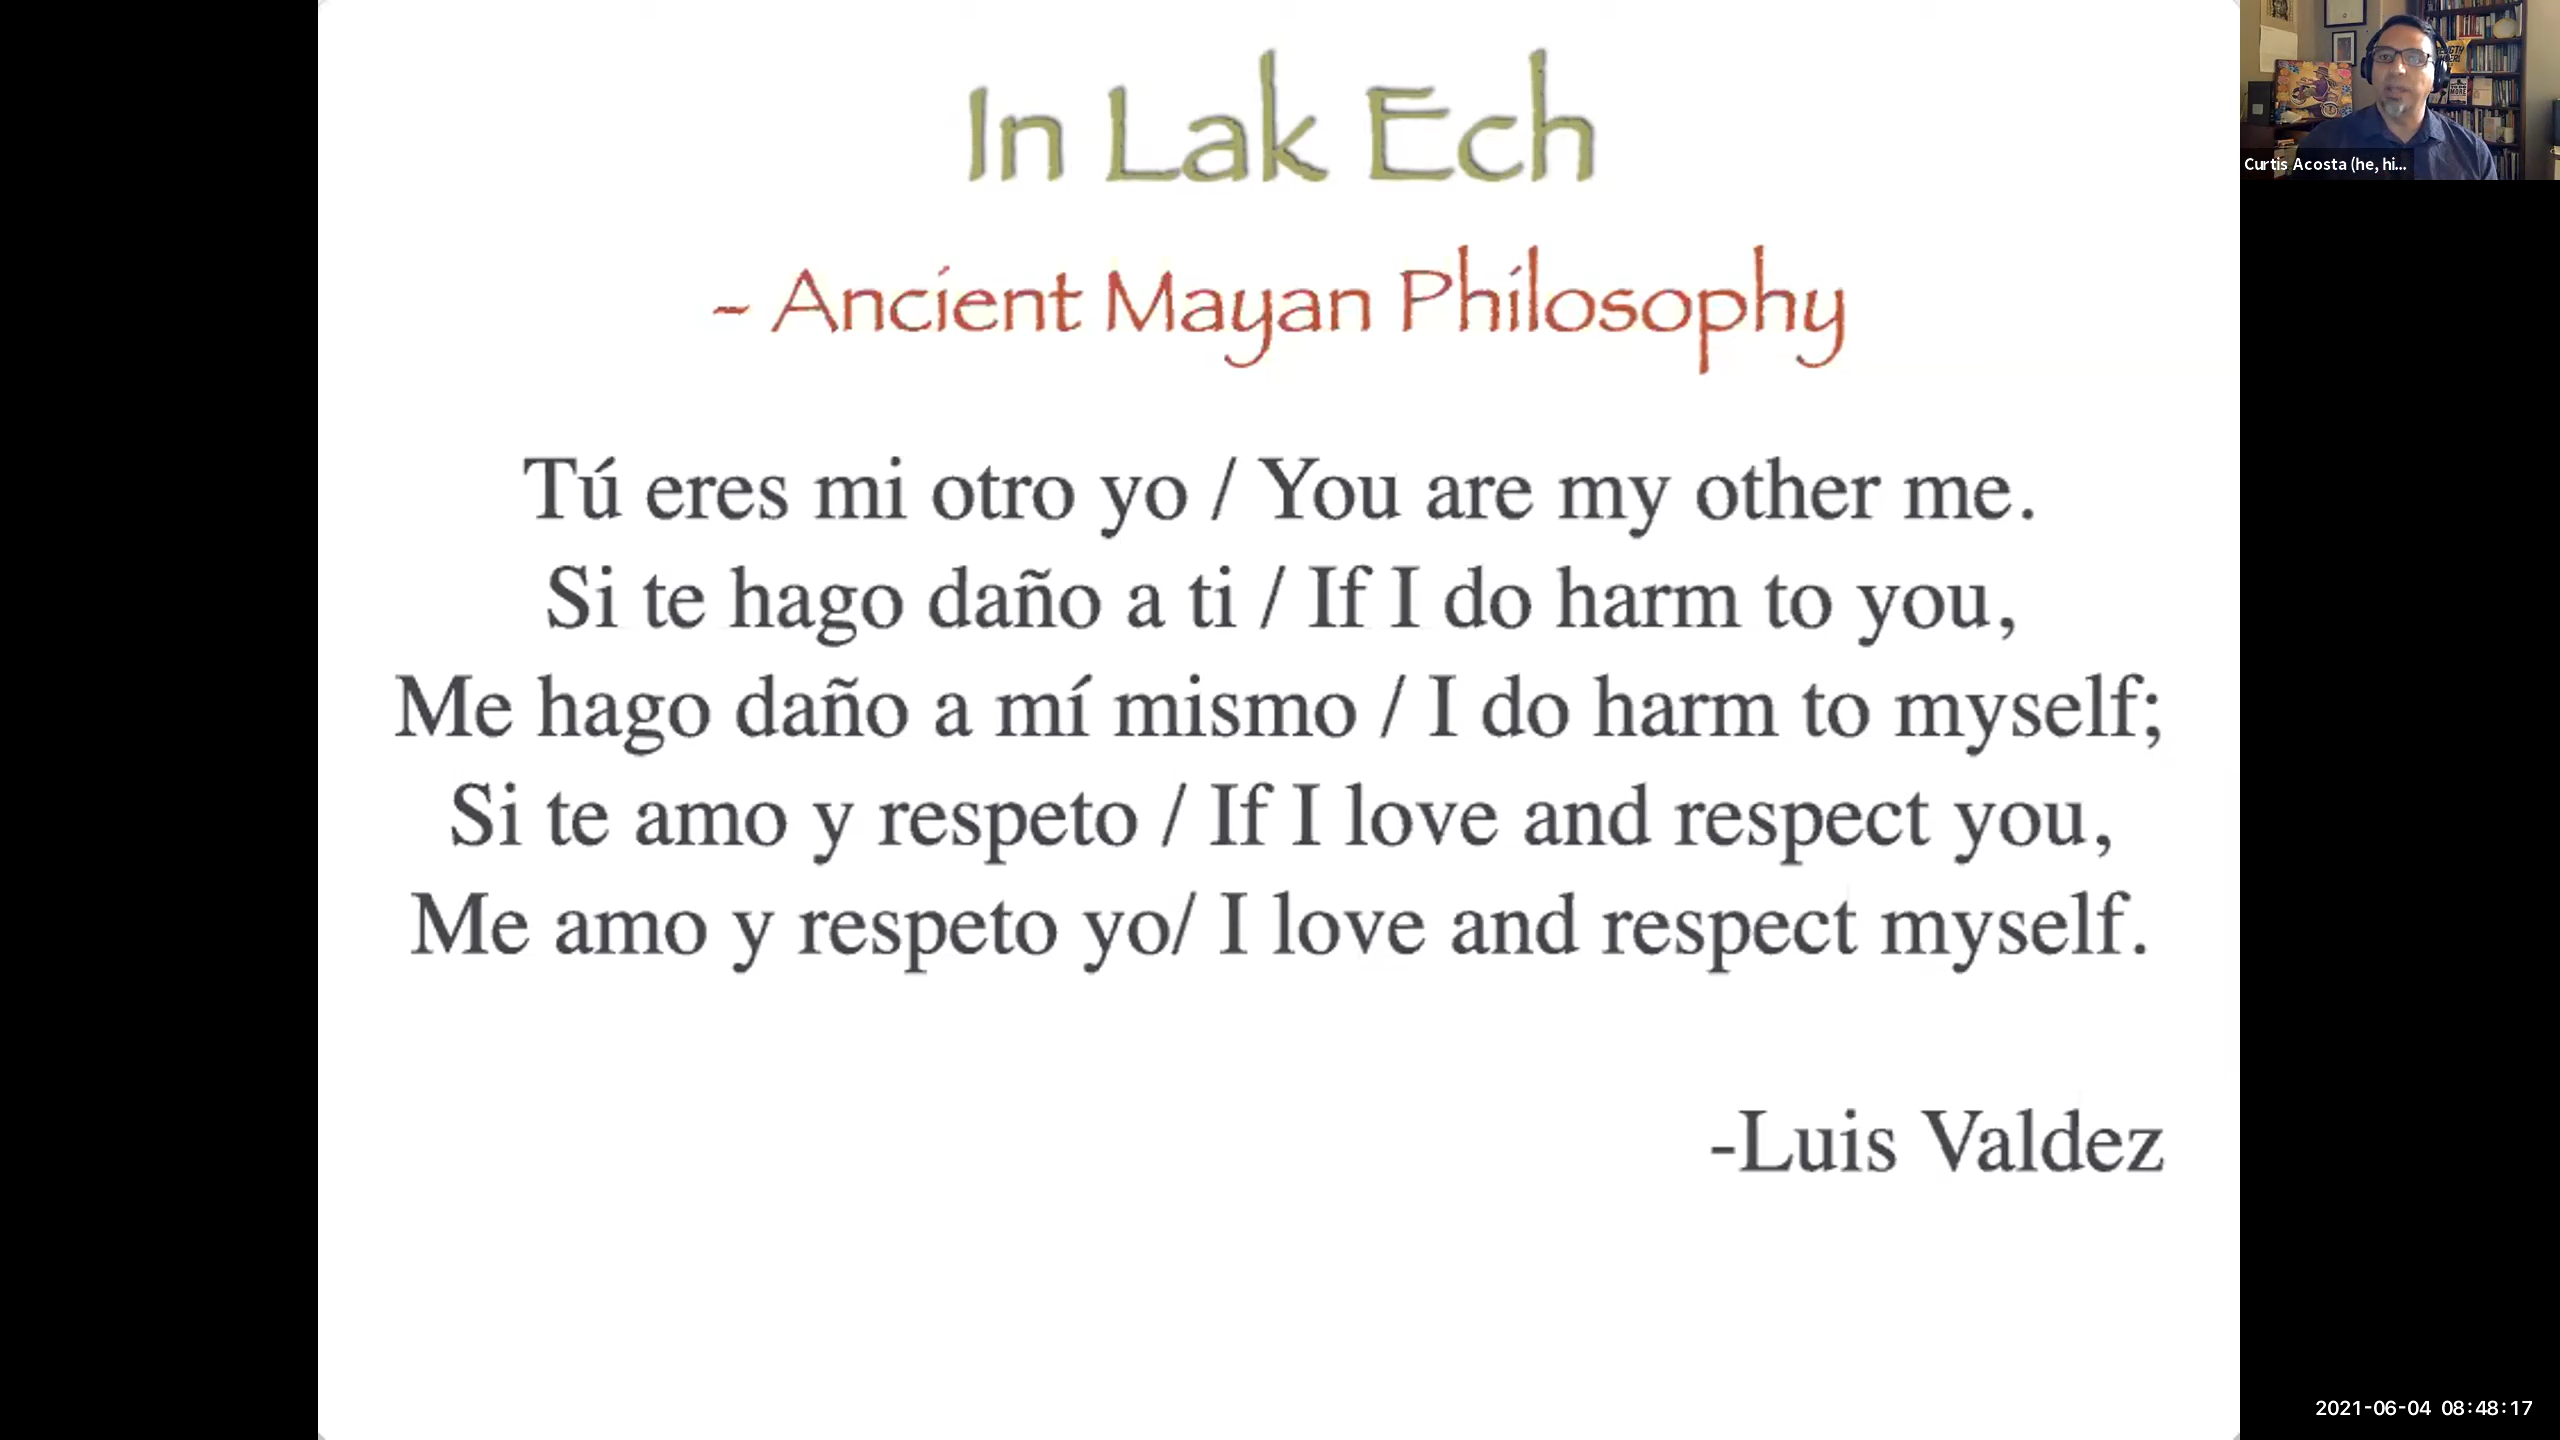 In Lak Ech
~ Ancient Mayan Philosophy
Tú eres mi otro yo / You are my other me.
Si te hago daño a ti / If I do harm to you,
Me hago daño a mí mismo / I do harm to myself;
Si te amo y respeto / If I love and respect you,
Me amo y respeto yo/ I love and respect myself.
-Luis Valdez
Curtis Acosta (he, hi...
2021-06-04 08:48:17